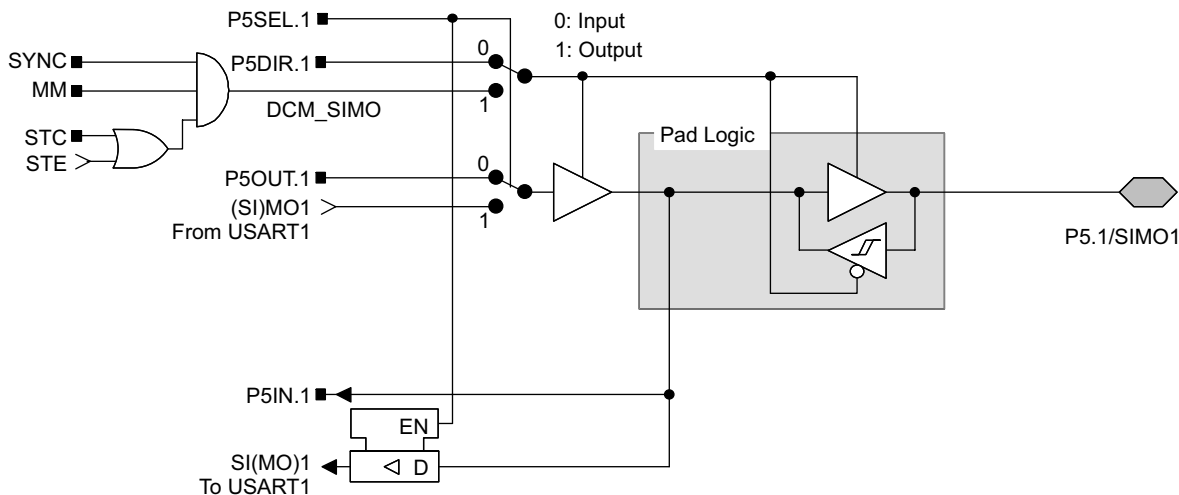 P5SEL.1
0: Input
1: Output
SYNC
P5DIR.1
0
MM
1
DCM_SIMO
STC
STE
Pad Logic
P5OUT.1
0
(SI)MO1
From USART1
1
P5.1/SIMO1
P5IN.1
EN
SI(MO)1
To USART1
D